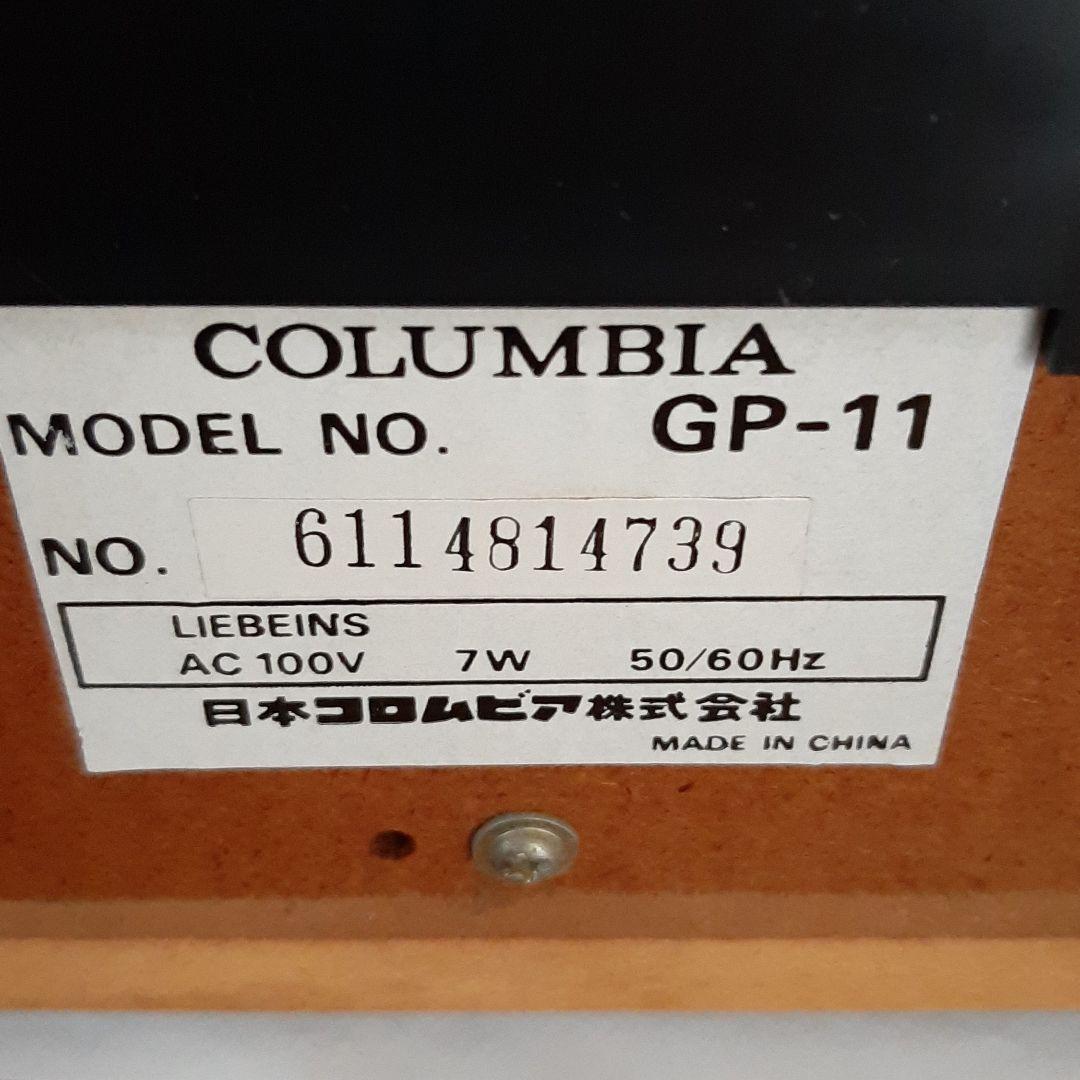 COLUMBIA
MODEL NO. GP-11
NO. 6114814739
LIEBEINS
AC 100V 7W 50/60Hz
日本コロムビア株式会社
MADE IN CHINA